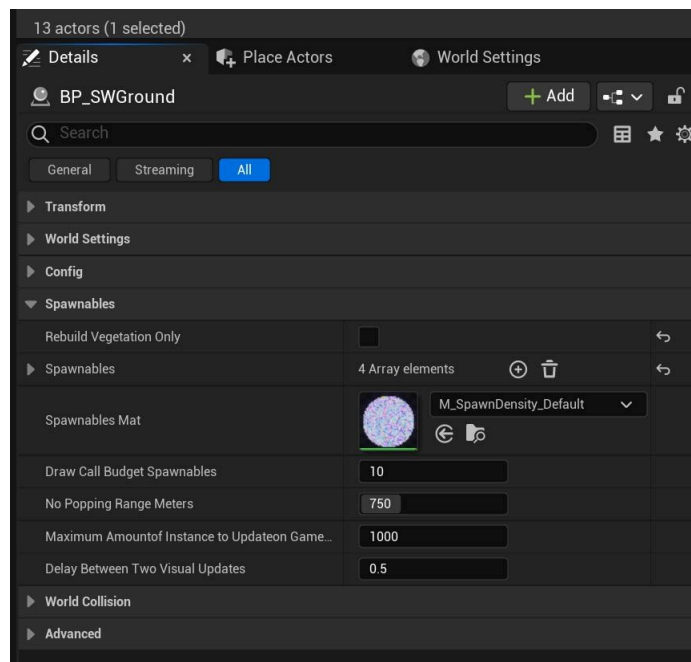 13 actors (1 selected)
Details × Place Actors World Settings
BP_SWGround + Add
Search
General Streaming All
Transform
World Settings
Config
Spawnables
Rebuild Vegetation Only
Spawnables 4 Array elements
M_SpawnDensity_Default
Spawnables Mat
Draw Call Budget Spawnables 10
No Popping Range Meters 750
Maximum Amountof Instance to Updateon Game... 1000
Delay Between Two Visual Updates 0.5
World Collision
Advanced